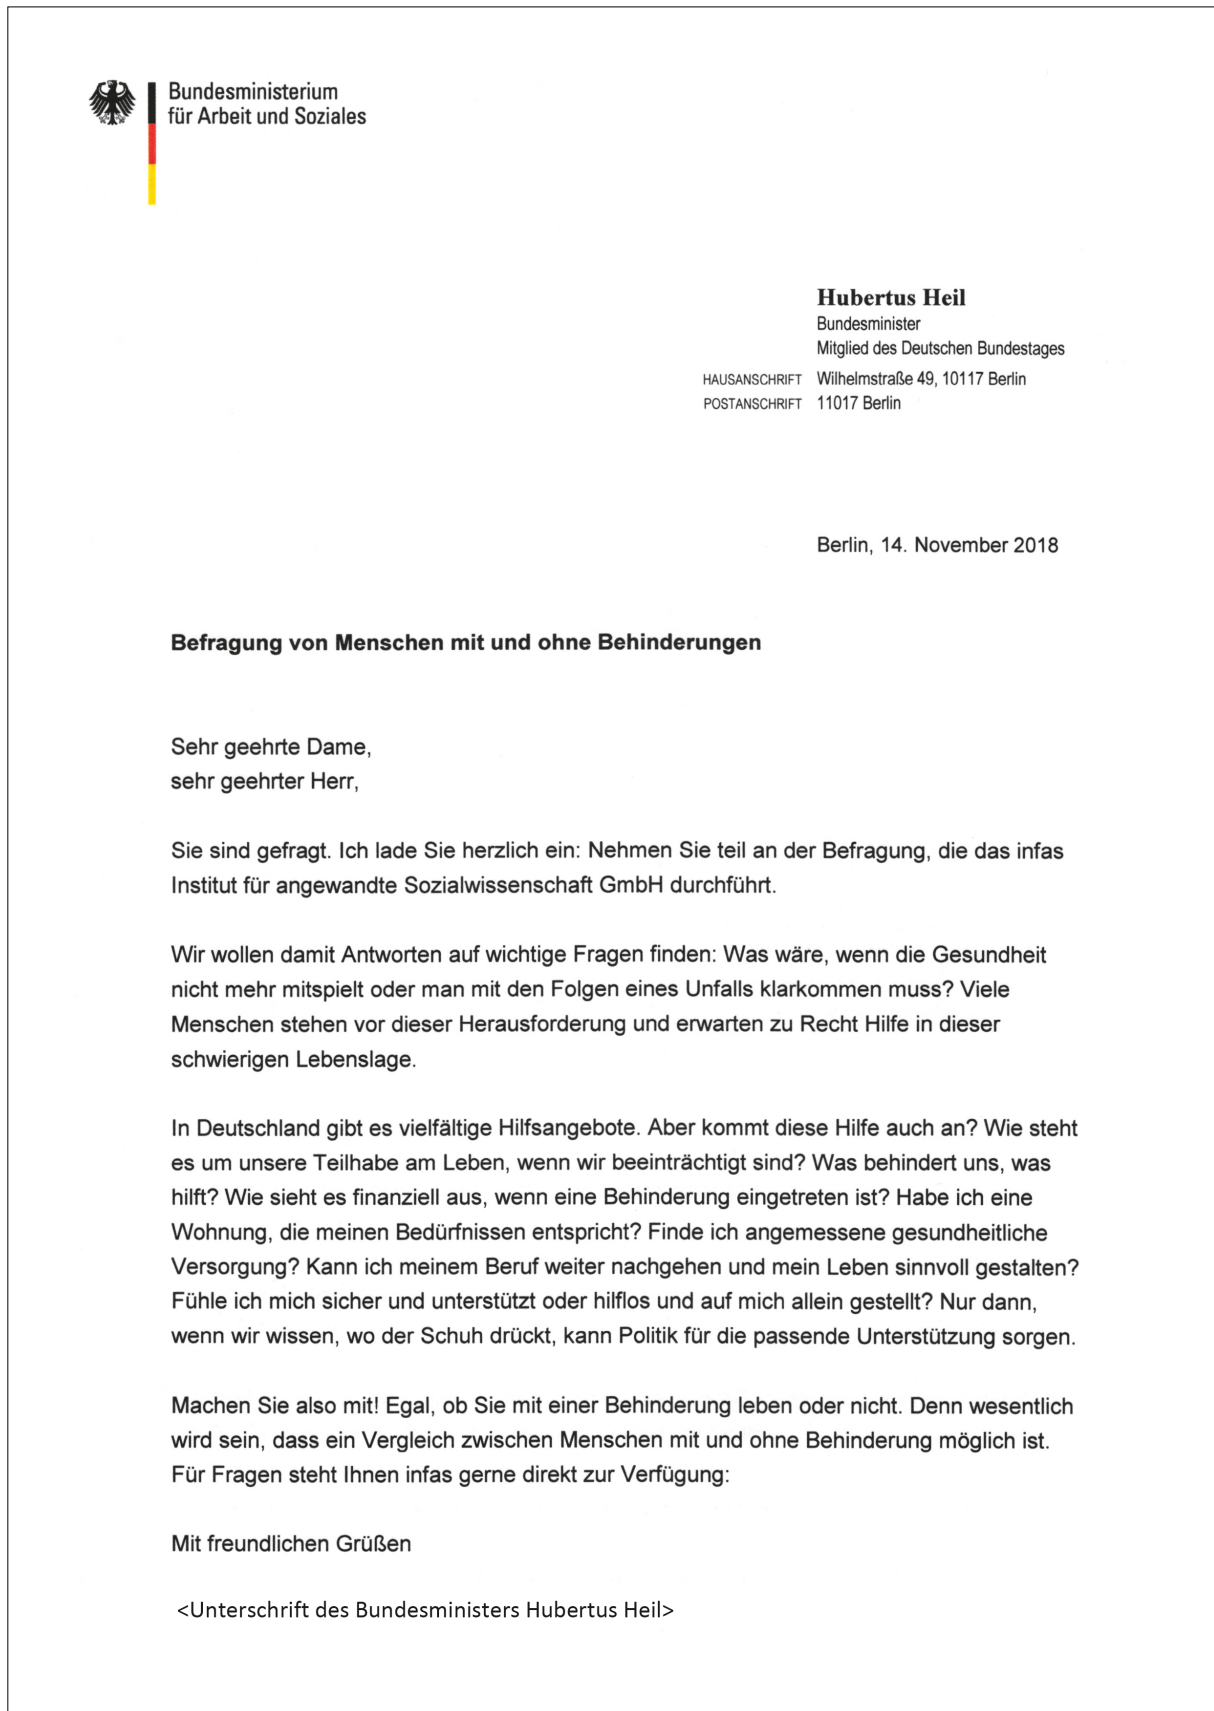 Bundesministerium
für Arbeit und Soziales
Hubertus Heil
Bundesminister
Mitglied des Deutschen Bundestages
HAUSANSCHRIFT Wilhelmstraße 49, 10117 Berlin
POSTANSCHRIFT 11017 Berlin
Berlin, 14. November 2018
Befragung von Menschen mit und ohne Behinderungen
Sehr geehrte Dame,
sehr geehrter Herr,
Sie sind gefragt. Ich lade Sie herzlich ein: Nehmen Sie teil an der Befragung, die das infas
Institut für angewandte Sozialwissenschaft GmbH durchführt.
Wir wollen damit Antworten auf wichtige Fragen finden: Was wäre, wenn die Gesundheit
nicht mehr mitspielt oder man mit den Folgen eines Unfalls klarkommen muss? Viele
Menschen stehen vor dieser Herausforderung und erwarten zu Recht Hilfe in dieser
schwierigen Lebenslage.
In Deutschland gibt es vielfältige Hilfsangebote. Aber kommt diese Hilfe auch an? Wie steht
es um unsere Teilhabe am Leben, wenn wir beeinträchtigt sind? Was behindert uns, was
hilft? Wie sieht es finanziell aus, wenn eine Behinderung eingetreten ist? Habe ich eine
Wohnung, die meinen Bedürfnissen entspricht? Finde ich angemessene gesundheitliche
Versorgung? Kann ich meinem Beruf weiter nachgehen und mein Leben sinnvoll gestalten?
Fühle ich mich sicher und unterstützt oder hilflos und auf mich allein gestellt? Nur dann,
wenn wir wissen, wo der Schuh drückt, kann Politik für die passende Unterstützung sorgen.
Machen Sie also mit! Egal, ob Sie mit einer Behinderung leben oder nicht. Denn wesentlich
wird sein, dass ein Vergleich zwischen Menschen mit und ohne Behinderung möglich ist.
Für Fragen steht Ihnen infas gerne direkt zur Verfügung:
Mit freundlichen Grüßen
<Unterschrift des Bundesministers Hubertus Heil>